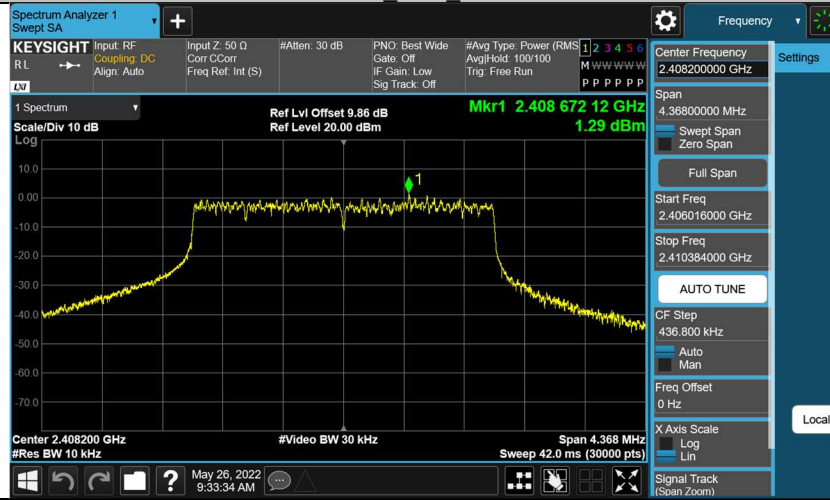 Spectrum Analyzer 1
Swept SA
+
Frequency
KEYSIGHT
RL
LXI
Input: RF
Coupling: DC
Align: Auto
Input Z: 50 Ω
Corr CCorr
Freq Ref: Int (S)
#Atten: 30 dB
PNO: Best Wide
Gate: Off
IF Gain: Low
Sig Track: Off
#Avg Type: Power (RMS
Avg|Hold: 100/100
Trig: Free Run
1 2 3 4 5 6
M W W W W W
P P P P P P
1 Spectrum
Scale/Div 10 dB
Log
Ref Lvl Offset 9.86 dB
Ref Level 20.00 dBm
Mkr1 2.408 672 12 GHz
1.29 dBm
1
10.0
0.00
-10.0
-20.0
-30.0
-40.0
-50.0
-60.0
-70.0
Center 2.408200 GHz
#Res BW 10 kHz
#Video BW 30 kHz
Span 4.368 MHz
Sweep 42.0 ms (30000 pts)
?
May 26, 2022
9:33:34 AM
Center Frequency
2.408200000 GHz
Span
4.36800000 MHz
Swept Span
Zero Span
Full Span
Start Freq
2.406016000 GHz
Stop Freq
2.410384000 GHz
AUTO TUNE
CF Step
436.800 kHz
Auto
Man
Freq Offset
0 Hz
X Axis Scale
Log
Lin
Signal Track
(Span Zoom)
Settings
Local